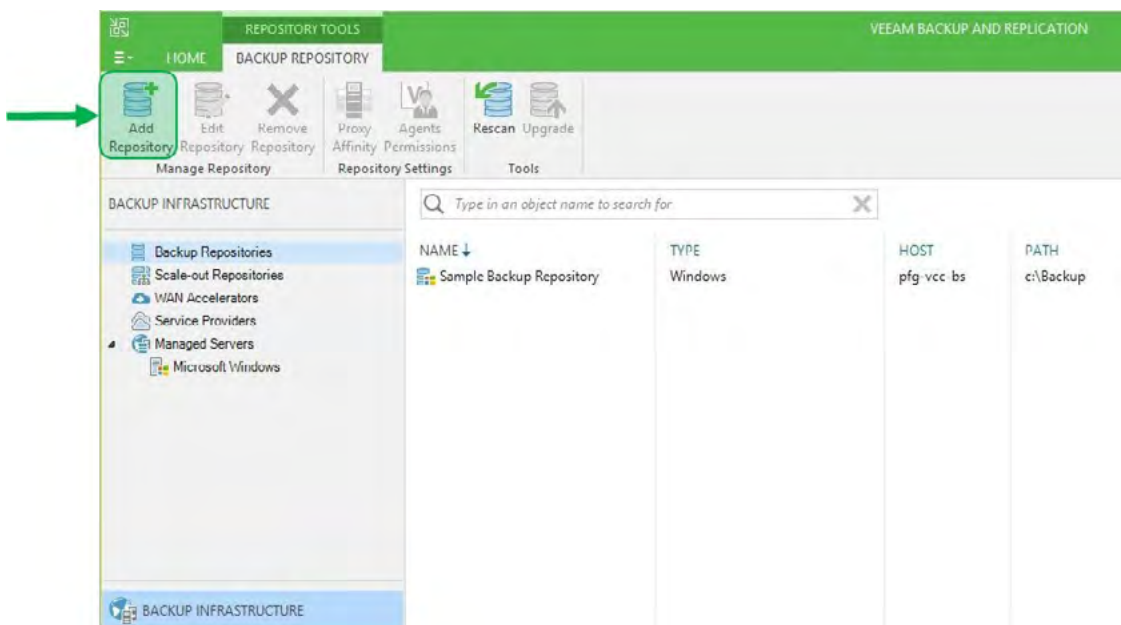 REPOSITORY TOOLS
VEEAM BACKUP AND REPLICATION
HOME BACKUP REPOSITORY
Add Repository
Edit Repository
Remove Repository
Proxy Affinity
Agents Permissions
Rescan
Upgrade
Manage Repository
Repository Settings
Tools
BACKUP INFRASTRUCTURE
Type in an object name to search for
Backup Repositories
Scale-out Repositories
WAN Accelerators
Service Providers
Managed Servers
Microsoft Windows
NAME TYPE HOST PATH
Sample Backup Repository Windows pfg-vcc-bs c:\Backup
BACKUP INFRASTRUCTURE